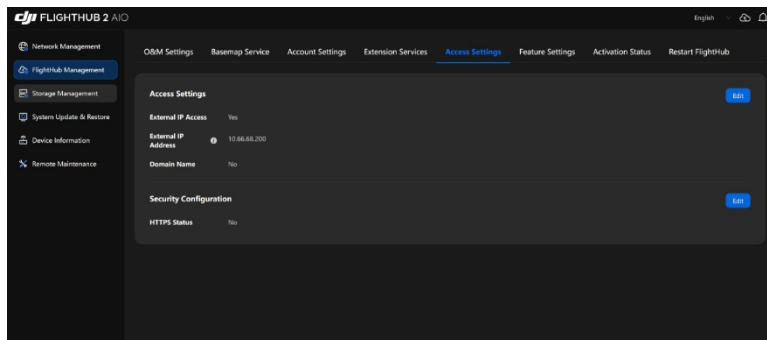 dji FLIGHTHUB 2 AIO
English
Network Management
FlightHub Management
Storage Management
System Update & Restore
Device Information
Remote Maintenance
O&M Settings Basemap Service Account Settings Extension Services Access Settings Feature Settings Activation Status Restart FlightHub
Access Settings Edit
External IP Access Yes
External IP
Address 10.66.68.200
Domain Name No
Security Configuration Edit
HTTPS Status No